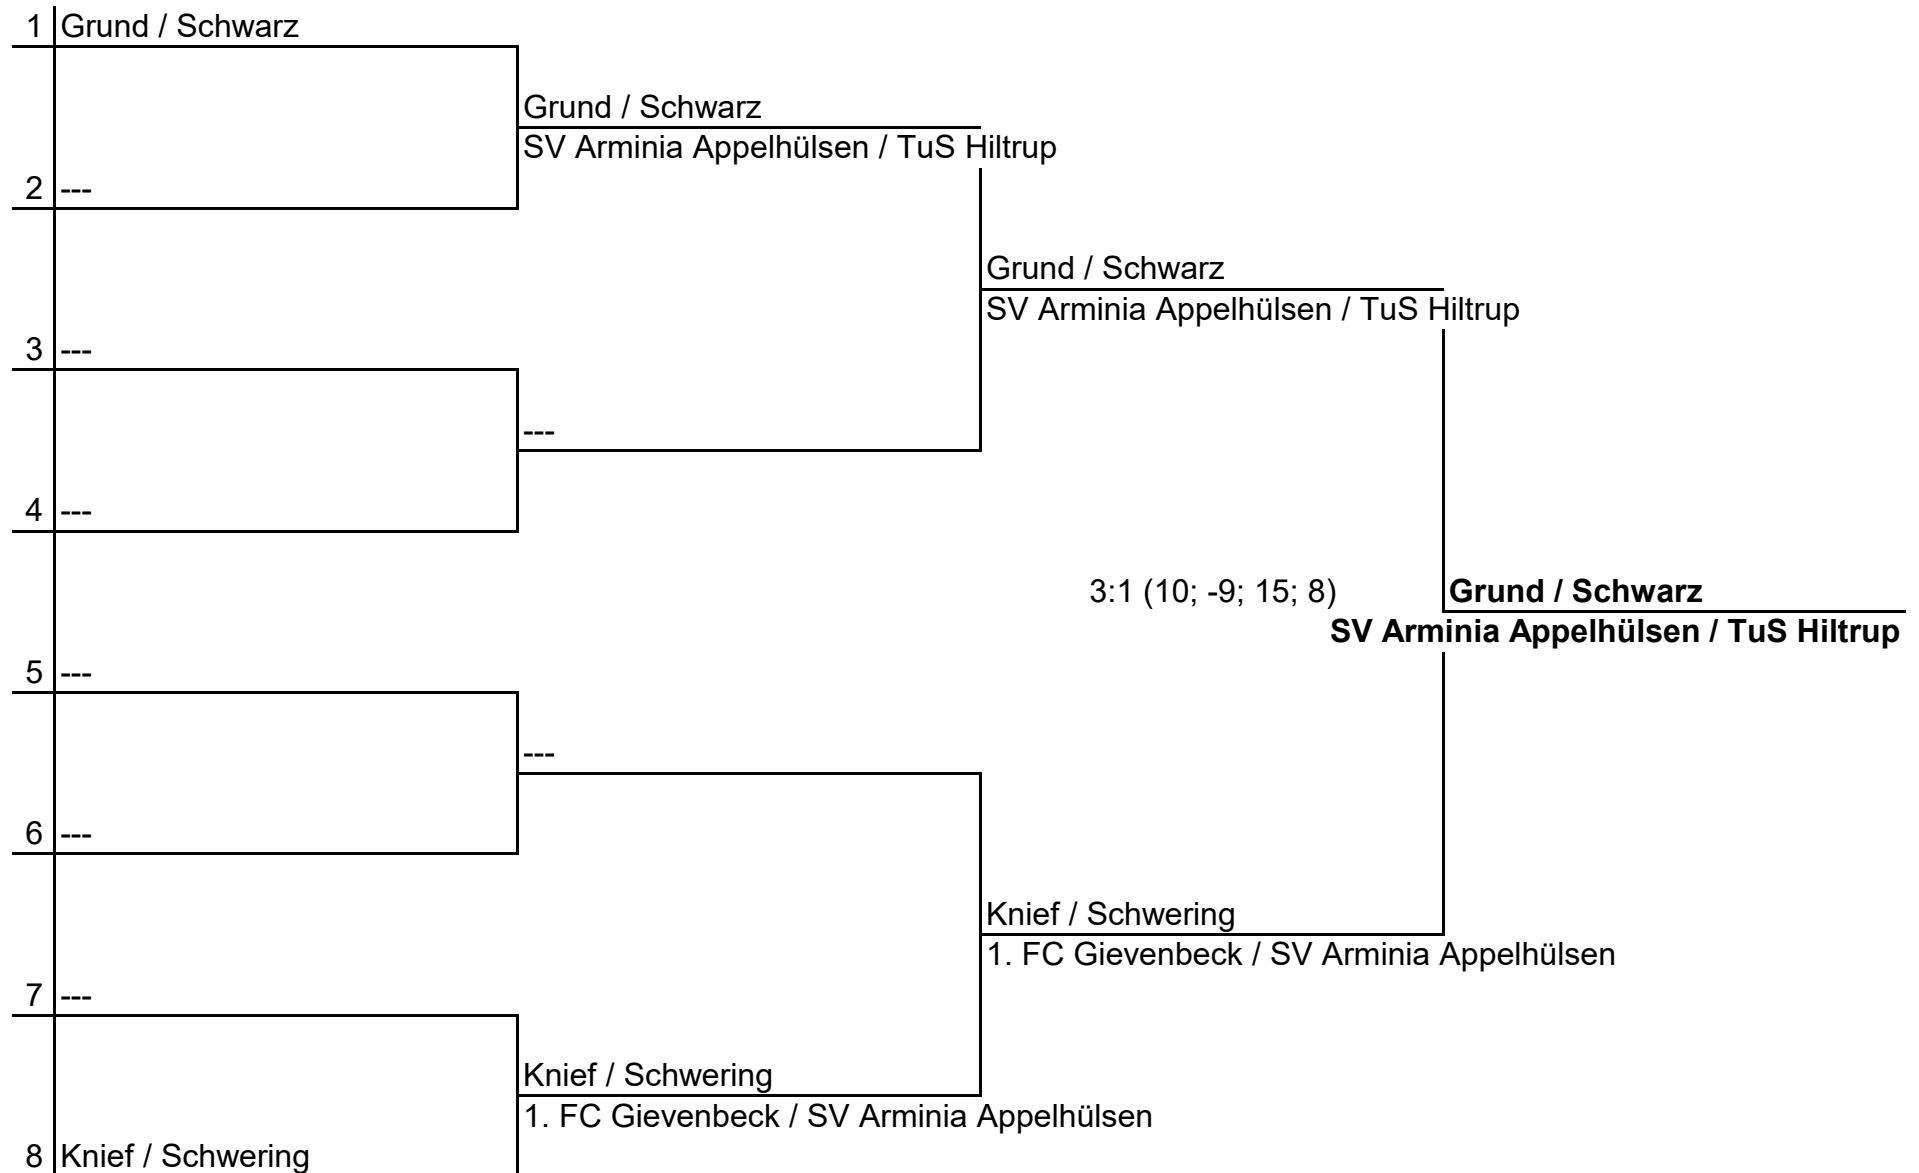 1 Grund / Schwarz
Grund / Schwarz
SV Arminia Appelhülsen / TuS Hiltrup
2 ---
Grund / Schwarz
SV Arminia Appelhülsen / TuS Hiltrup
3 ---
---
4 ---
3:1 (10; -9; 15; 8) Grund / Schwarz
SV Arminia Appelhülsen / TuS Hiltrup
5 ---
---
6 ---
Knief / Schwering
1. FC Gievenbeck / SV Arminia Appelhülsen
7 ---
Knief / Schwering
1. FC Gievenbeck / SV Arminia Appelhülsen
8 Knief / Schwering